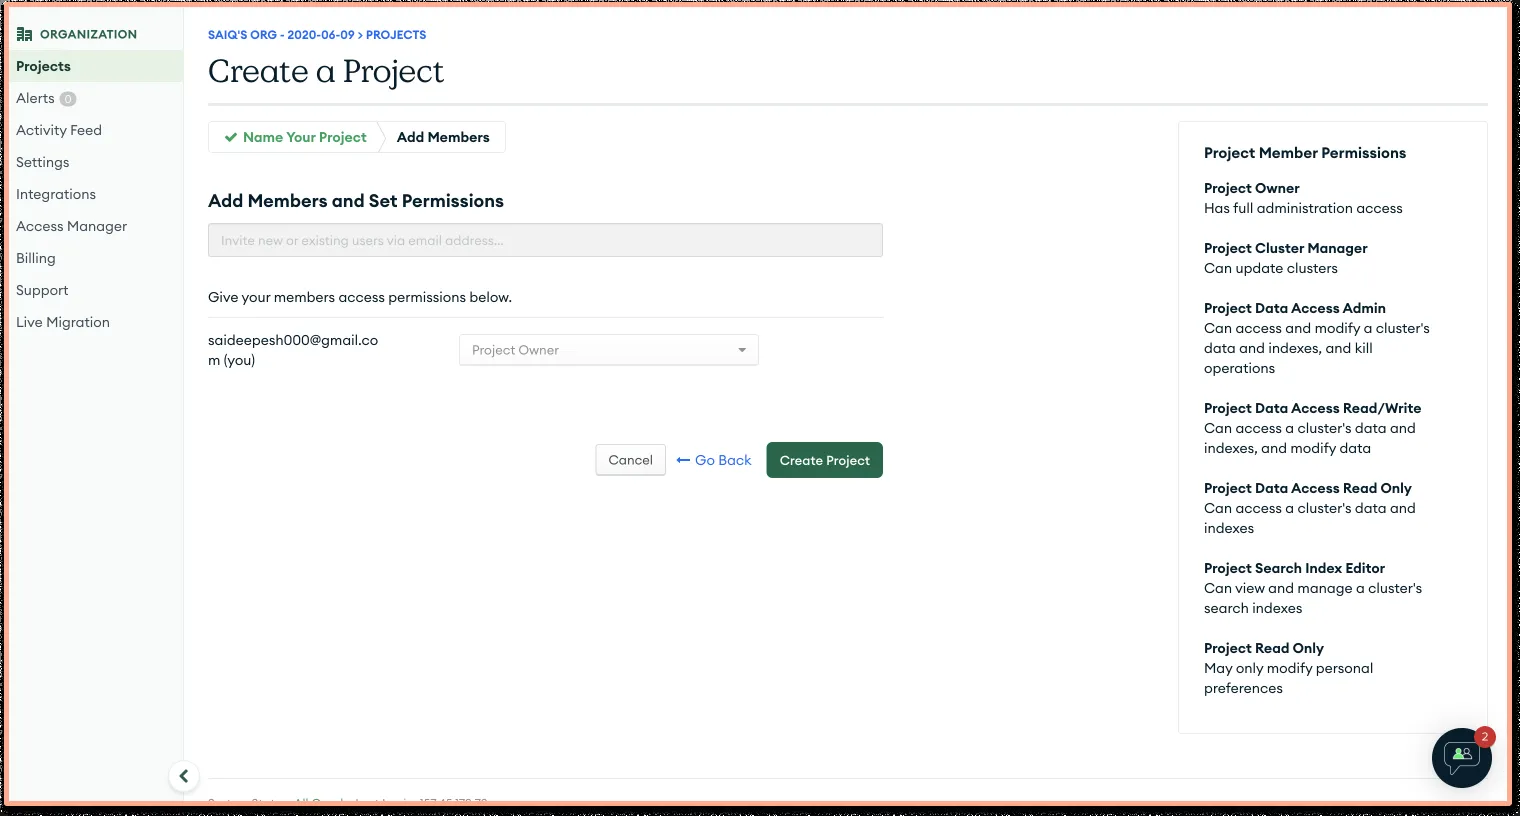 ORGANIZATION
Projects
Alerts 0
Activity Feed
Settings
Integrations
Access Manager
Billing
Support
Live Migration
SAIQ'S ORG - 2020-06-09 > PROJECTS
Create a Project
Name Your Project
Add Members
Add Members and Set Permissions
Invite new or existing users via email address...
Give your members access permissions below.
saideepesh000@gmail.co
m (you)
Project Owner
Cancel
Go Back
Create Project
Project Member Permissions
Project Owner
Has full administration access
Project Cluster Manager
Can update clusters
Project Data Access Admin
Can access and modify a cluster's
data and indexes, and kill
operations
Project Data Access Read/Write
Can access a cluster's data and
indexes, and modify data
Project Data Access Read Only
Can access a cluster's data and
indexes
Project Search Index Editor
Can view and manage a cluster's
search indexes
Project Read Only
May only modify personal
preferences
2